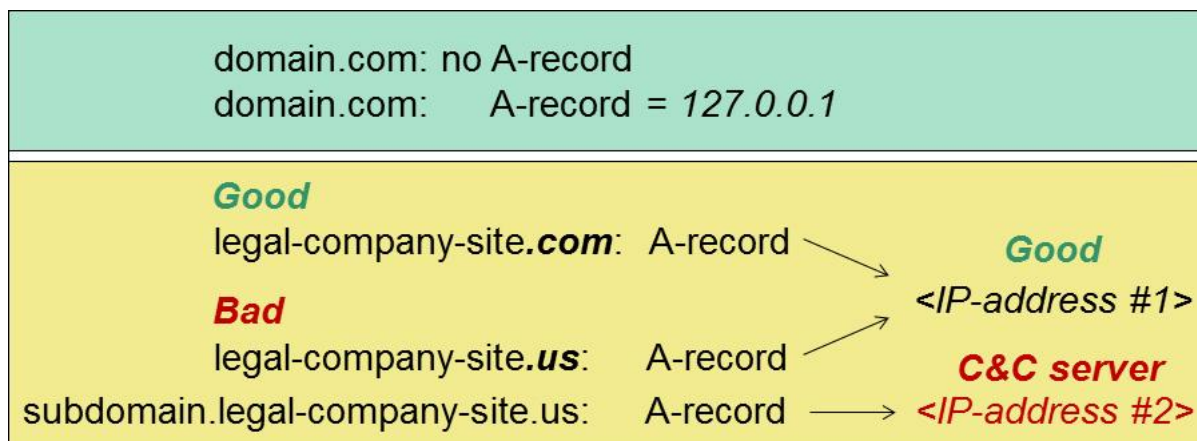 domain.com: no A-record
domain.com: A-record = 127.0.0.1
Good
legal-company-site.com: A-record
Good
<IP-address #1>
Bad
legal-company-site.us: A-record
C&C server
subdomain.legal-company-site.us: A-record
<IP-address #2>